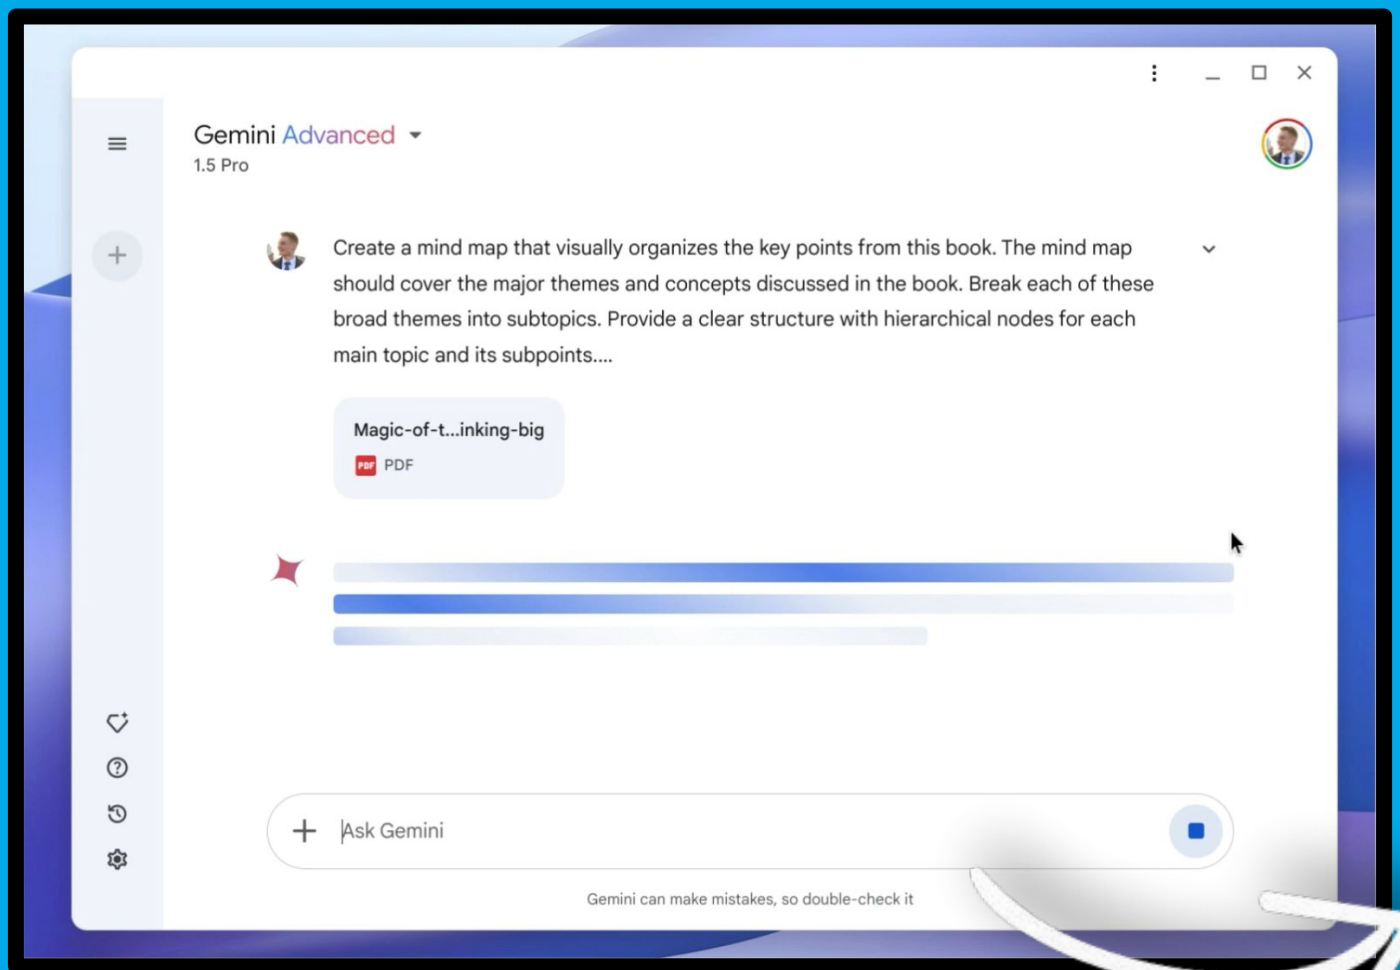 Gemini Advanced
1.5 Pro
Create a mind map that visually organizes the key points from this book. The mind map
should cover the major themes and concepts discussed in the book. Break each of these
broad themes into subtopics. Provide a clear structure with hierarchical nodes for each
main topic and its subpoints....
Magic-of-t...inking-big
PDF PDF
Ask Gemini
Gemini can make mistakes, so double-check it